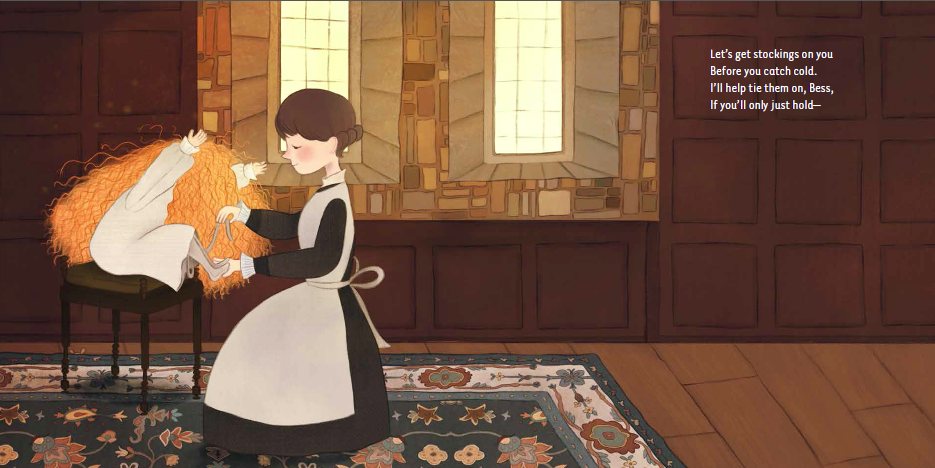 Let’s get stockings on you
Before you catch cold.
I’ll help tie them on, Bess,
If you’ll only just hold—